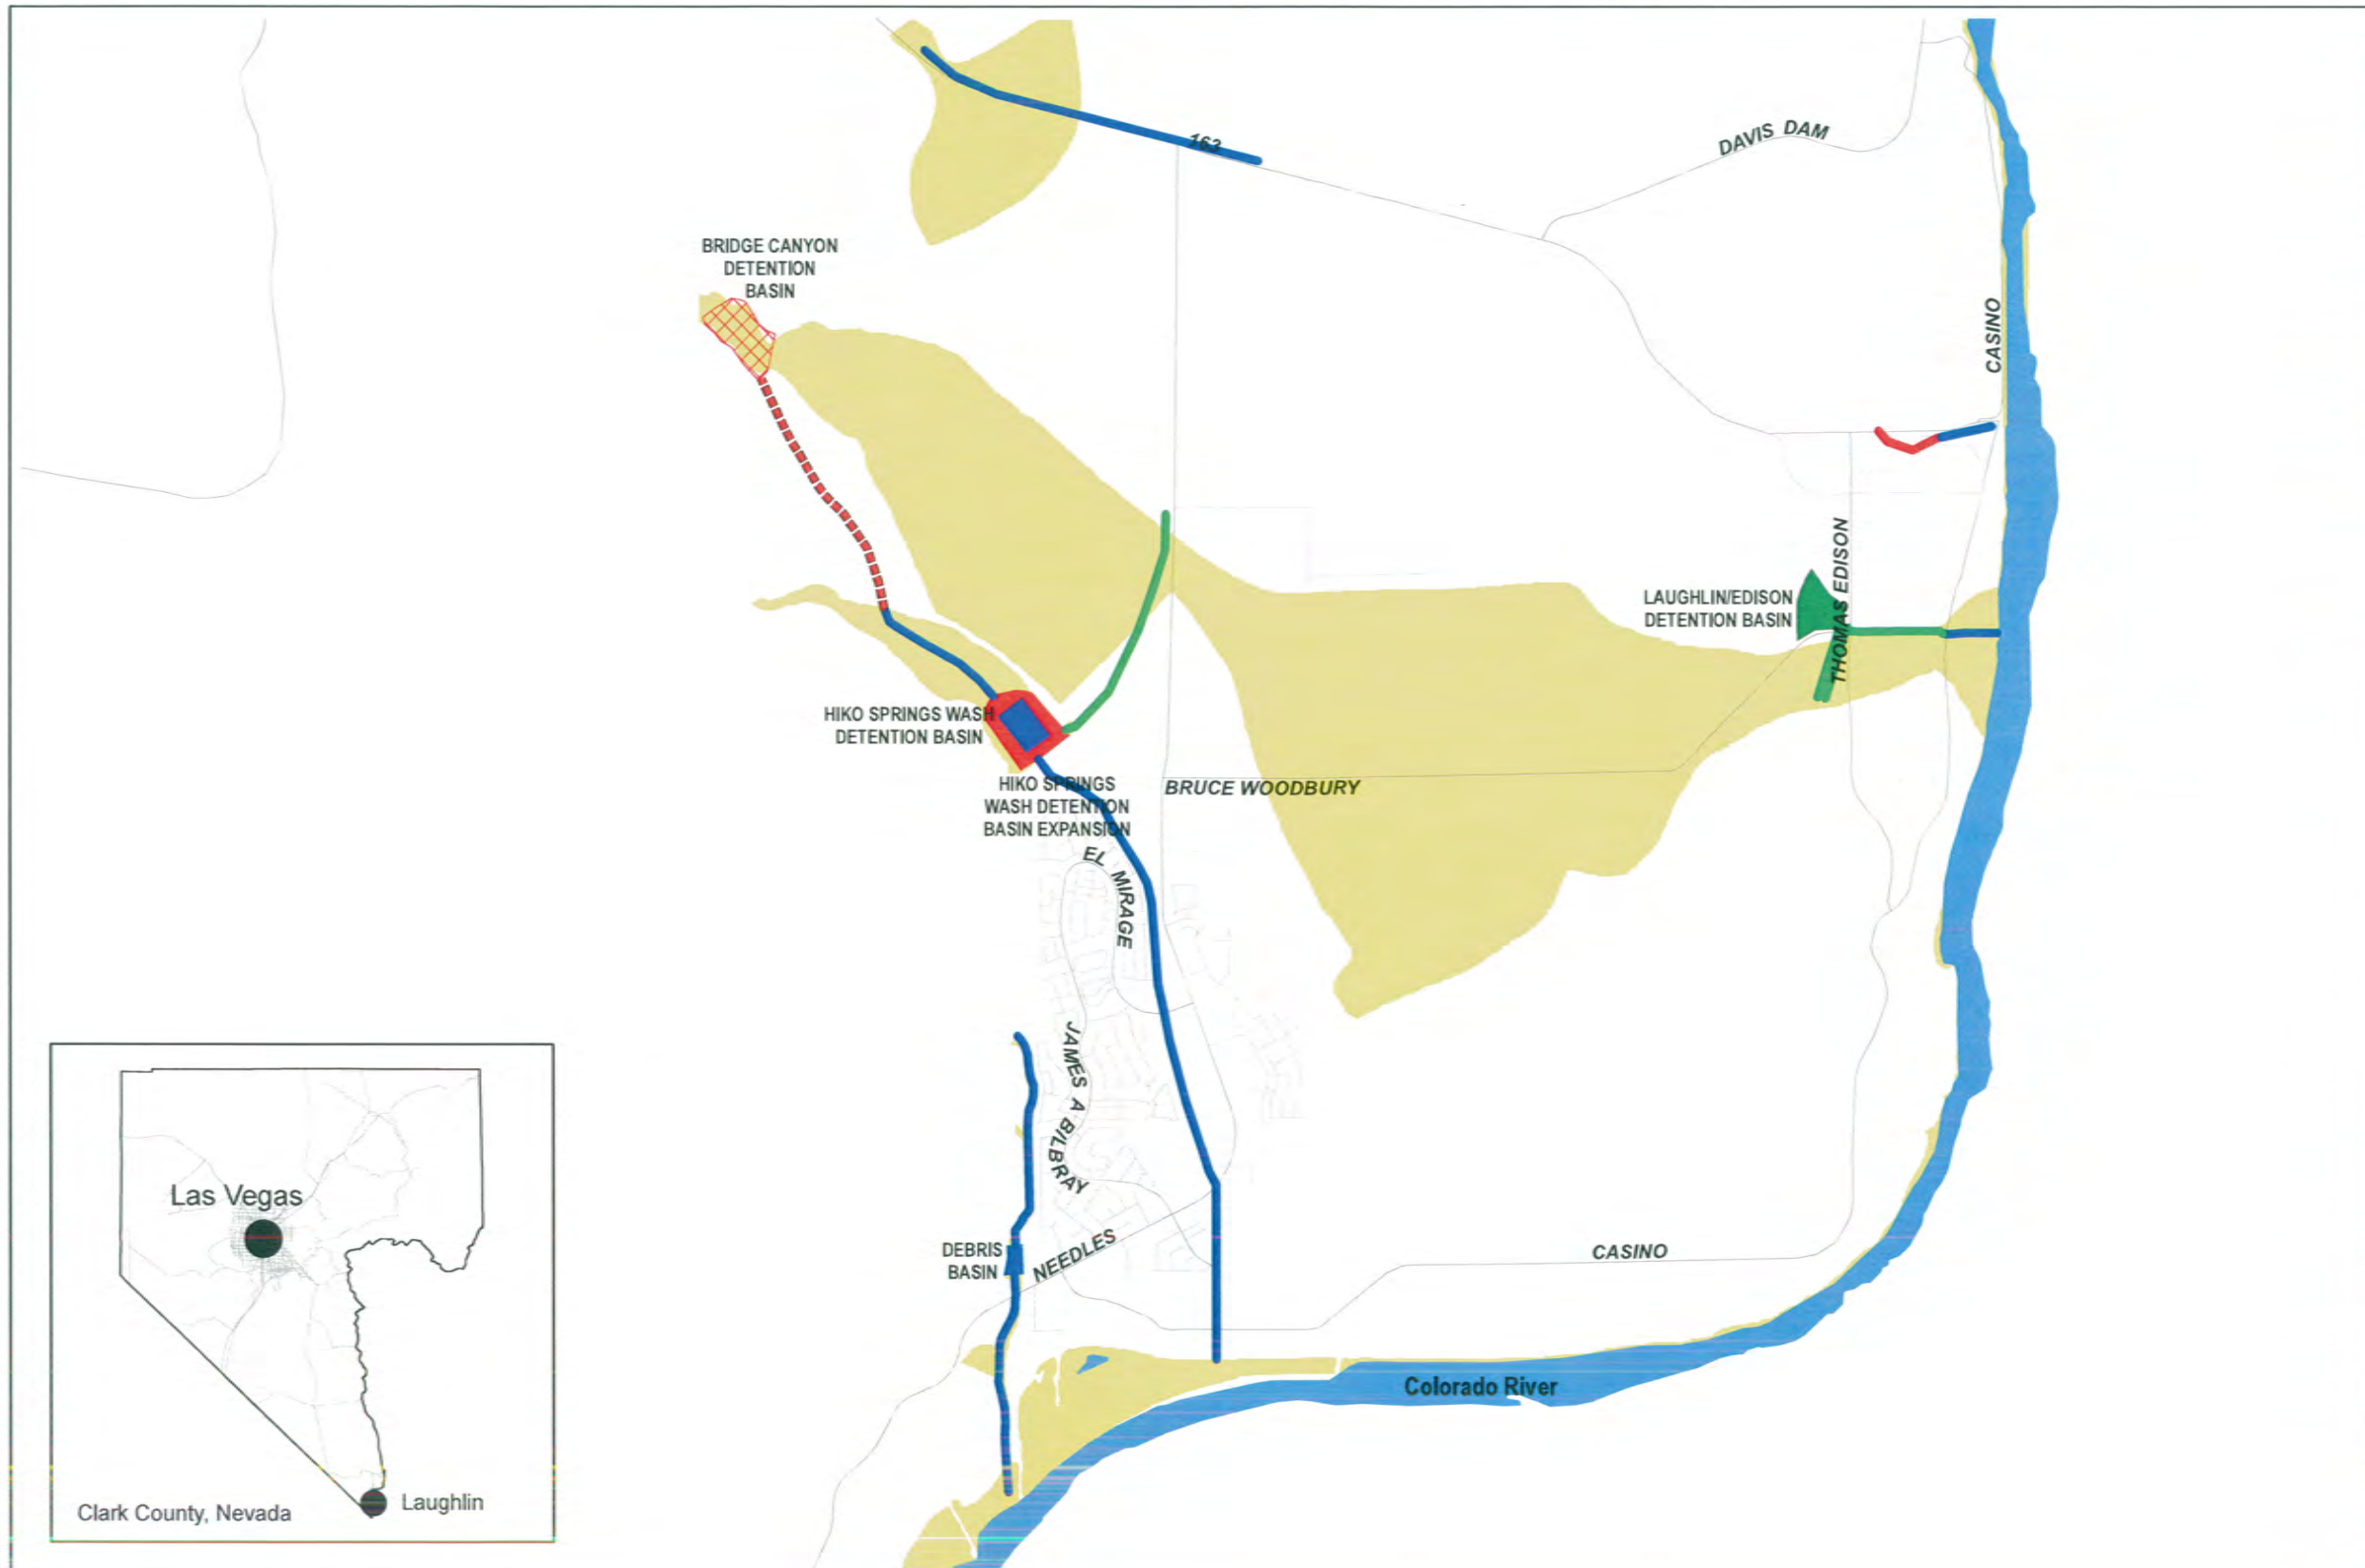 163
DAVIS DAM
BRIDGE CANYON
DETENTION
BASIN
CASINO
THOMAS EDISON
LAUGHLIN/EDISON
DETENTION BASIN
HIKO SPRINGS WASH
DETENTION BASIN
HIKO SPRINGS
WASH DETENTION
BASIN EXPANSION
BRUCE WOODBURY
EL MIRAGE
JAMES A BILBRAY
DEBRIS
BASIN
NEEDLES
CASINO
Colorado River
Las Vegas
Laughlin
Clark County, Nevada